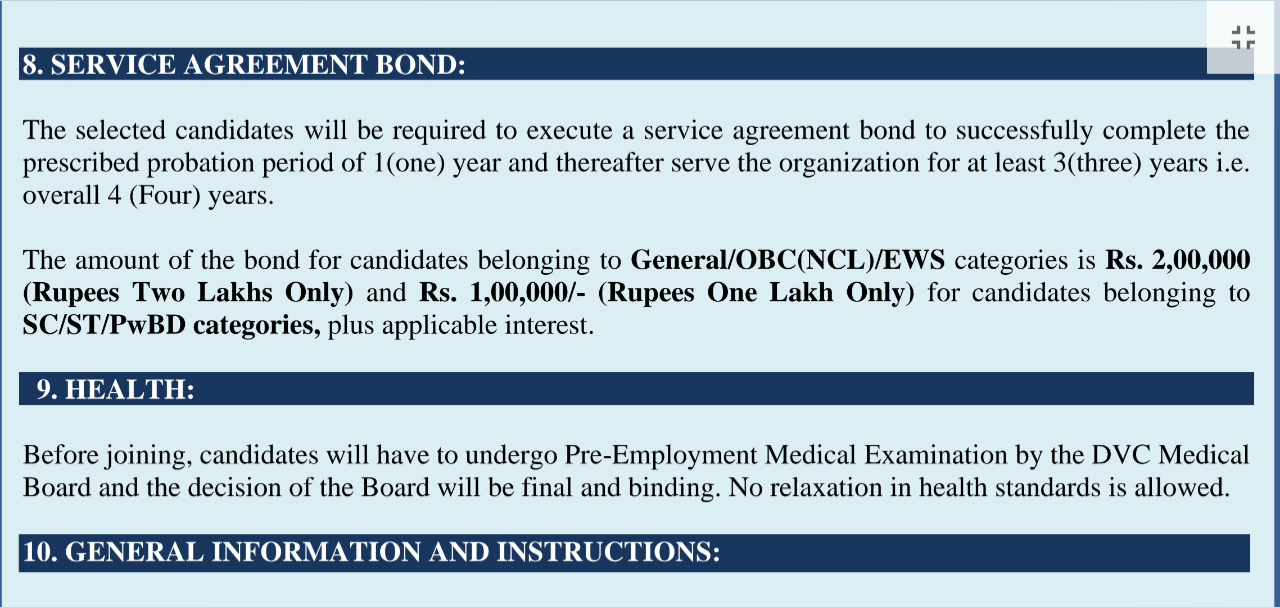 8. SERVICE AGREEMENT BOND:
The selected candidates will be required to execute a service agreement bond to successfully complete the
prescribed probation period of 1(one) year and thereafter serve the organization for at least 3(three) years i.e.
overall 4 (Four) years.
The amount of the bond for candidates belonging to General/OBC(NCL)/EWS categories is Rs. 2,00,000
(Rupees Two Lakhs Only) and Rs. 1,00,000/- (Rupees One Lakh Only) for candidates belonging to
SC/ST/PwBD categories, plus applicable interest.
9. HEALTH:
Before joining, candidates will have to undergo Pre-Employment Medical Examination by the DVC Medical
Board and the decision of the Board will be final and binding. No relaxation in health standards is allowed.
10. GENERAL INFORMATION AND INSTRUCTIONS: